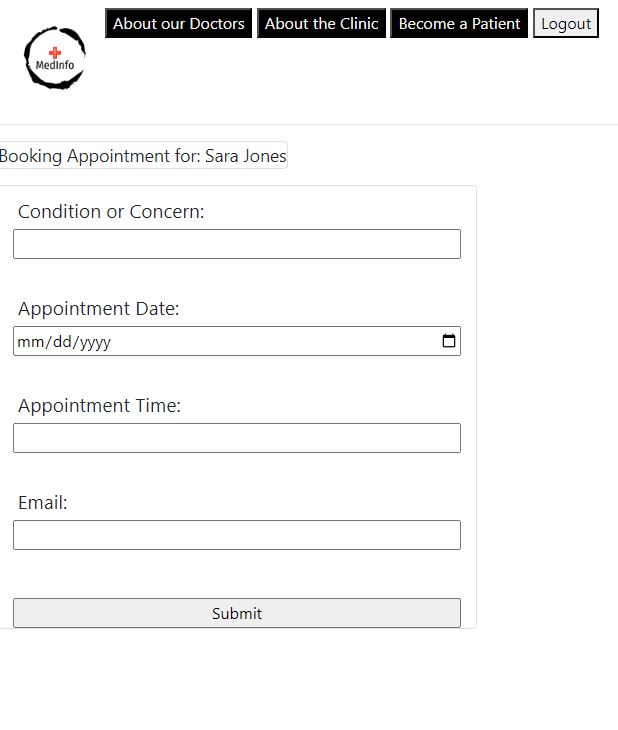 About our Doctors About the Clinic Become a Patient Logout
MedInfo
Booking Appointment for: Sara Jones
Condition or Concern:
Appointment Date:
mm/dd/yyyy
Appointment Time:
Email:
Submit